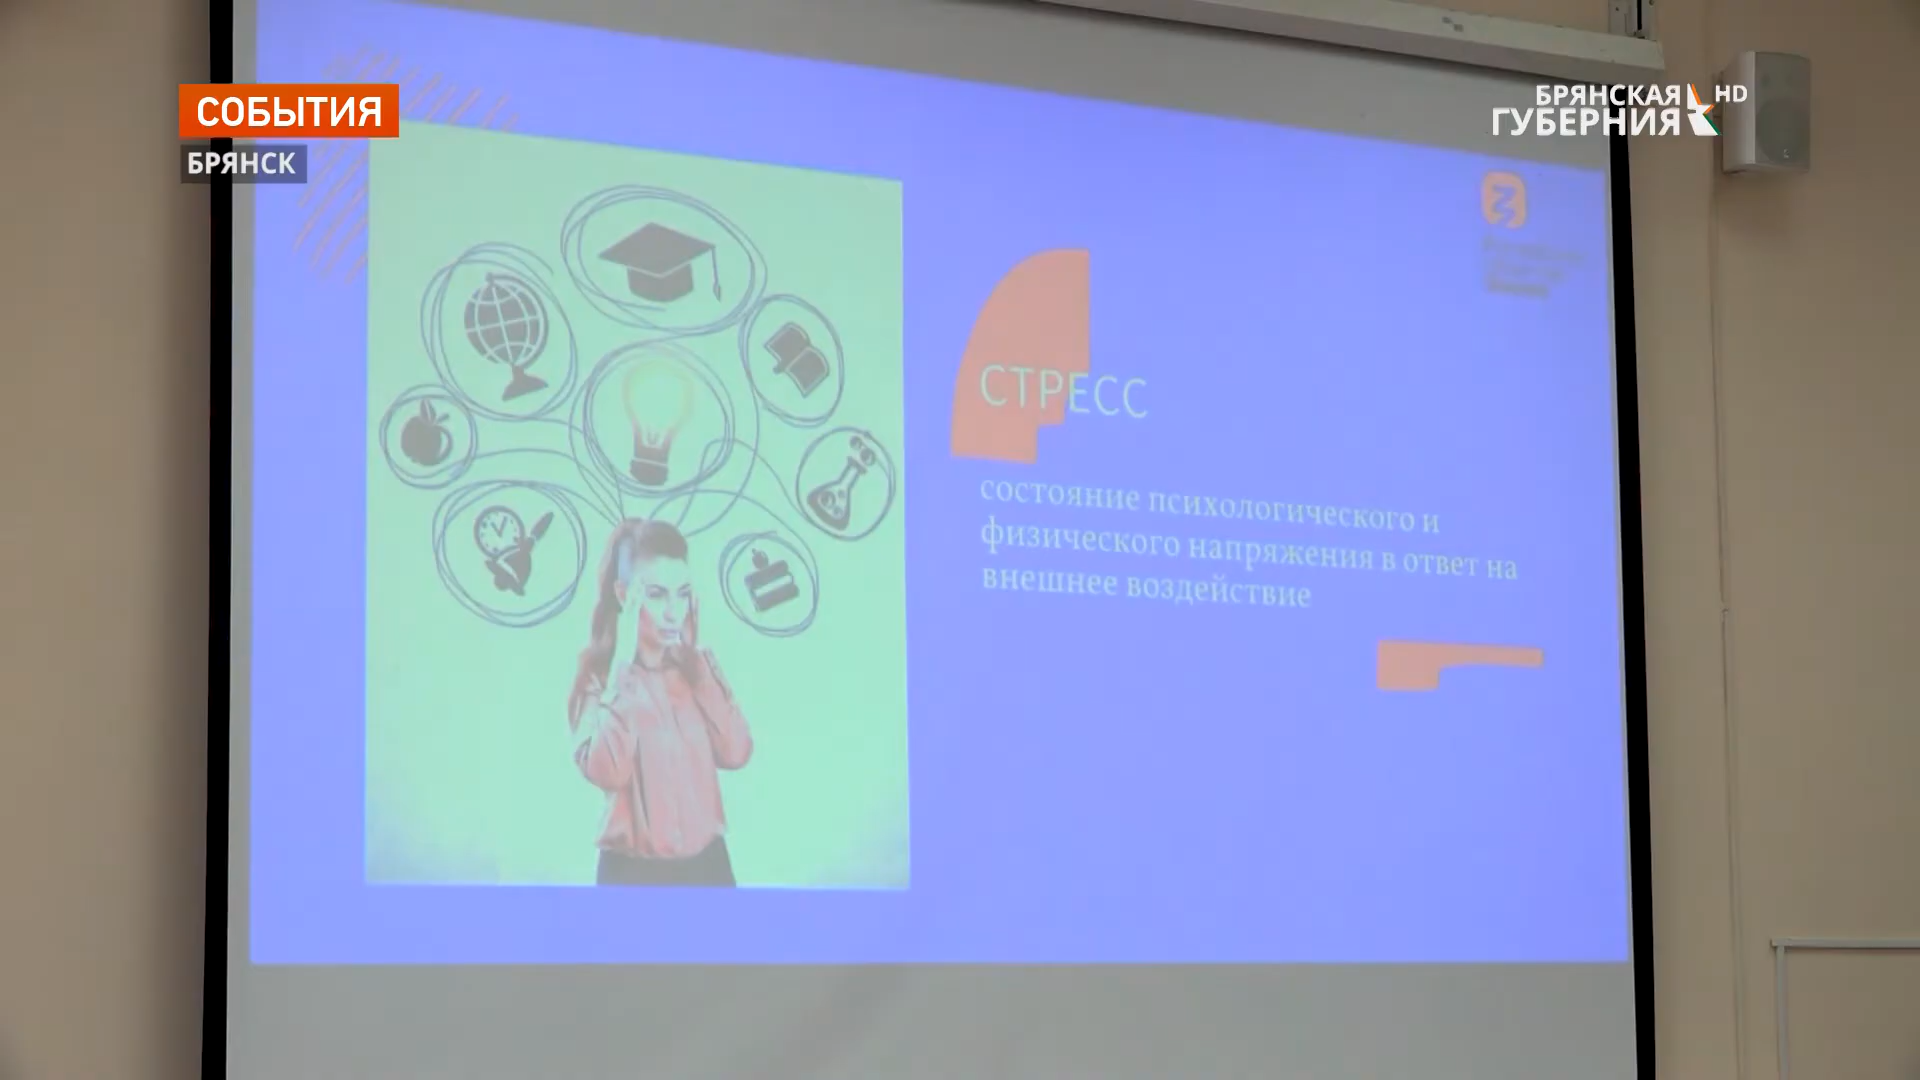 СОБЫТИЯ
БРЯНСК
БРЯНСКАЯ HD
ГУБЕРНИЯ
СТРЕСС
состояние психологического и
физического напряжения в ответ на
внешнее воздействие